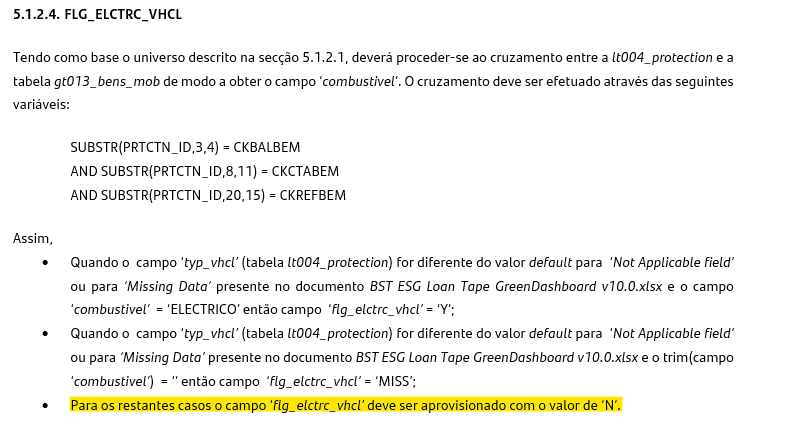 5.1.2.4. FLG_ELCTRC_VHCL
Tendo como base o universo descrito na secção 5.1.2.1, deverá proceder-se ao cruzamento entre a lt004_protection e a
tabela gt013_bens_mob de modo a obter o campo ‘combustivel’. O cruzamento deve ser efetuado através das seguintes
variáveis:
SUBSTR(PRTCTN_ID,3,4) = CKBALBEM
AND SUBSTR(PRTCTN_ID,8,11) = CKCTABEM
AND SUBSTR(PRTCTN_ID,20,15) = CKREFBEM
Assim,
• Quando o campo ‘typ_vhcl’ (tabela lt004_protection) for diferente do valor default para ‘Not Applicable field’
ou para ‘Missing Data’ presente no documento BST ESG Loan Tape GreenDashboard v10.0.xlsx e o campo
‘combustivel’ = ‘ELECTRICO’ então campo ‘flg_elctrc_vhcl’ = ‘Y’;
• Quando o campo ‘typ_vhcl’ (tabela lt004_protection) for diferente do valor default para ‘Not Applicable field’
ou para ‘Missing Data’ presente no documento BST ESG Loan Tape GreenDashboard v10.0.xlsx e o trim(campo
‘combustivel’) = ‘’ então campo ‘flg_elctrc_vhcl’ = ‘MISS’;
• Para os restantes casos o campo ‘flg_elctrc_vhcl’ deve ser aprovisionado com o valor de ‘N’.